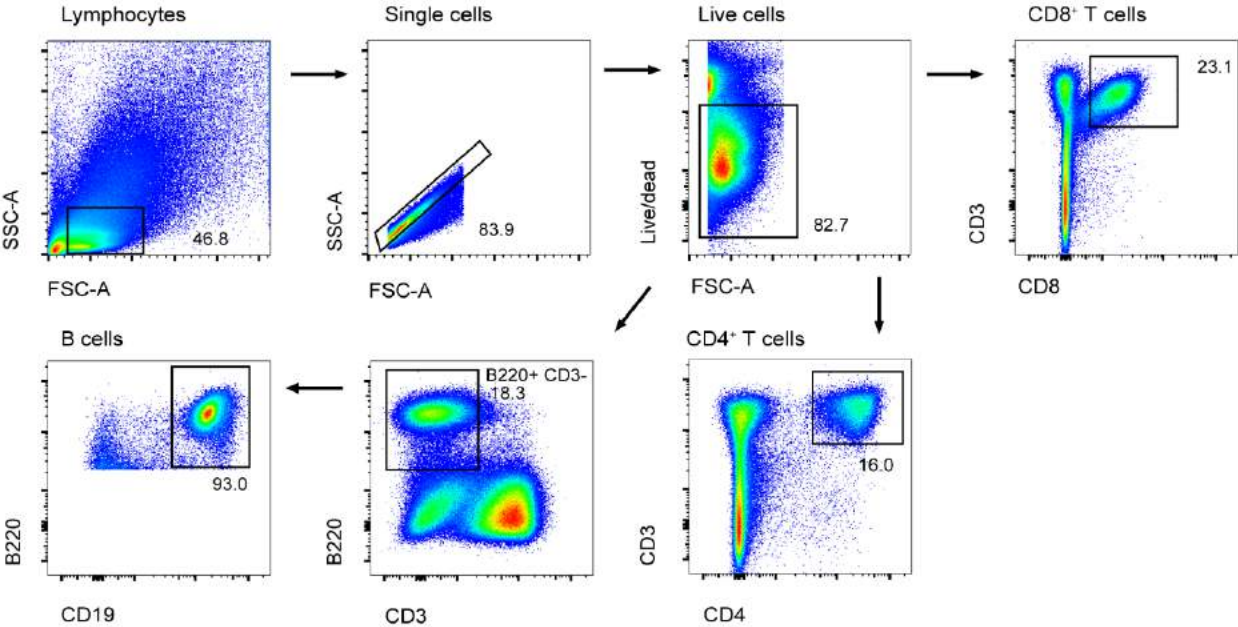 Lymphocytes
Single cells
Live cells
CD8⁺ T cells
SSC-A
46.8
FSC-A
SSC-A
83.9
FSC-A
Live/dead
82.7
FSC-A
CD3
23.1
CD8
B cells
B220
93.0
CD19
B220+ CD3-
18.3
B220
CD3
CD4⁺ T cells
CD3
16.0
CD4